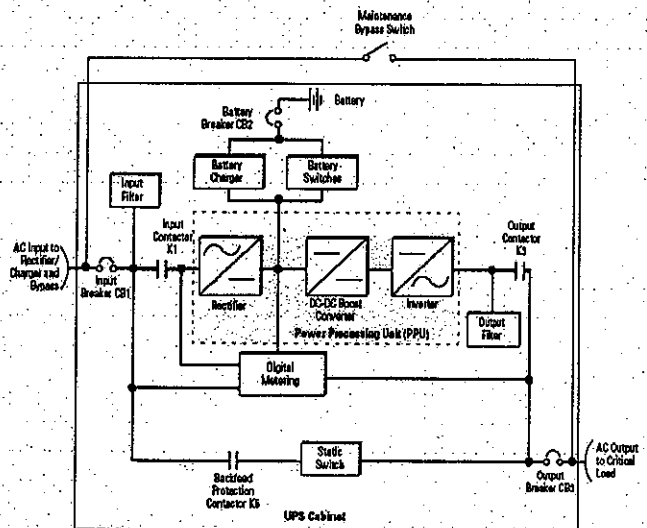 Maintenance
Bypass Switch
Battery
Breaker CB2
Battery
Battery
Charger
Battery
Switches
Input
Filter
Input
Contactor
K1
Output
Contactor
K3
AC Input to
Rectifier/
Charger and
Bypass
Input
Breaker CB1
Rectifier
DC-DC Boost
Converter
Inverter
Power Processing Unit (PPU)
Output
Filter
Digital
Metering
Static
Switch
Backfeed
Protection
Contactor K5
Output
Breaker CB3
AC Output
to Critical
Load
UPS Cabinet